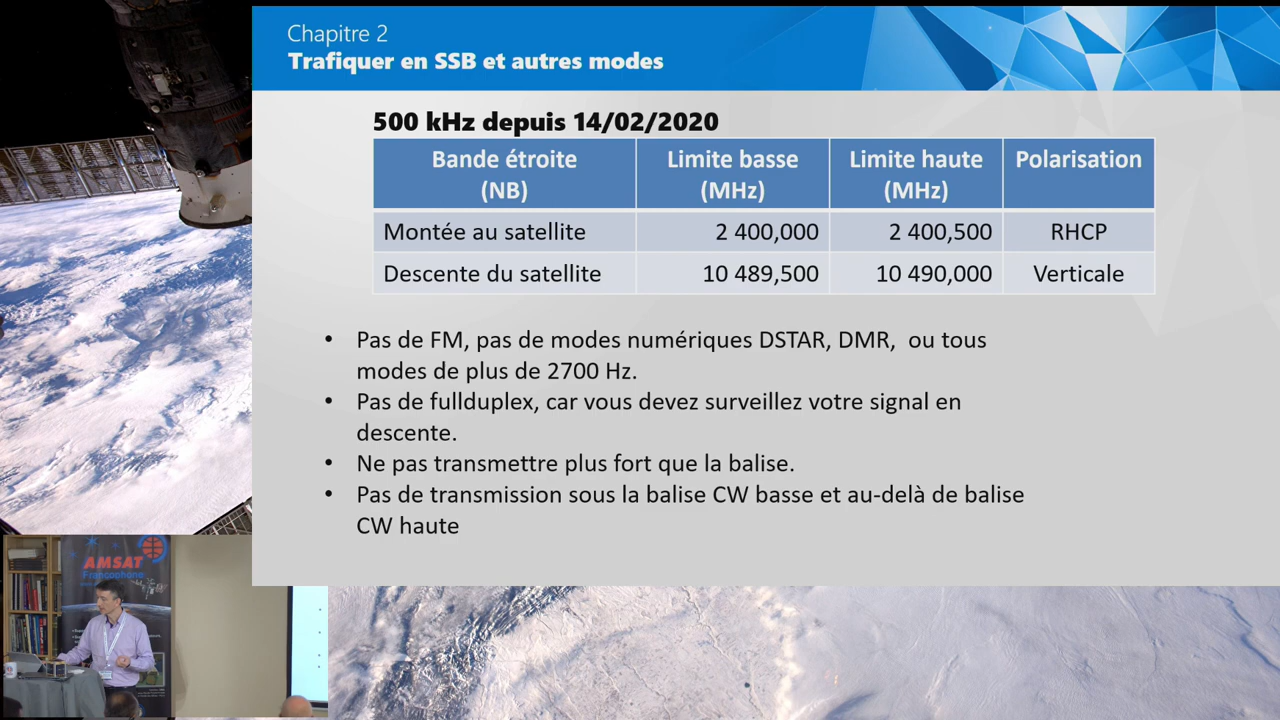 Chapitre 2
Trafiquer en SSB et autres modes
500 kHz depuis 14/02/2020
Bande étroite (NB) Limite basse (MHz) Limite haute (MHz) Polarisation
Montée au satellite 2 400,000 2 400,500 RHCP
Descente du satellite 10 489,500 10 490,000 Verticale
• Pas de FM, pas de modes numériques DSTAR, DMR, ou tous
modes de plus de 2700 Hz.
• Pas de fullduplex, car vous devez surveillez votre signal en
descente.
• Ne pas transmettre plus fort que la balise.
• Pas de transmission sous la balise CW basse et au-delà de balise
CW haute
AMSAT
Francophone